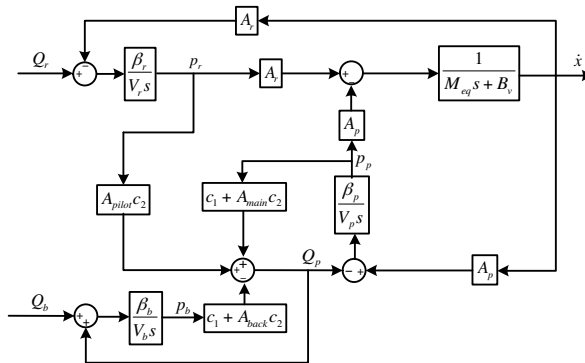 A_r
Q_r
+
−
β_r
V_r s
p_r
A_r
+
−
1
M_eq s + B_v
ẋ
A_p
p_p
A_pilot c_2
c_1 + A_main c_2
β_p
V_p s
+
+
−
Q_p
−
+
A_p
Q_b
+
+
β_b
V_b s
p_b
c_1 + A_back c_2